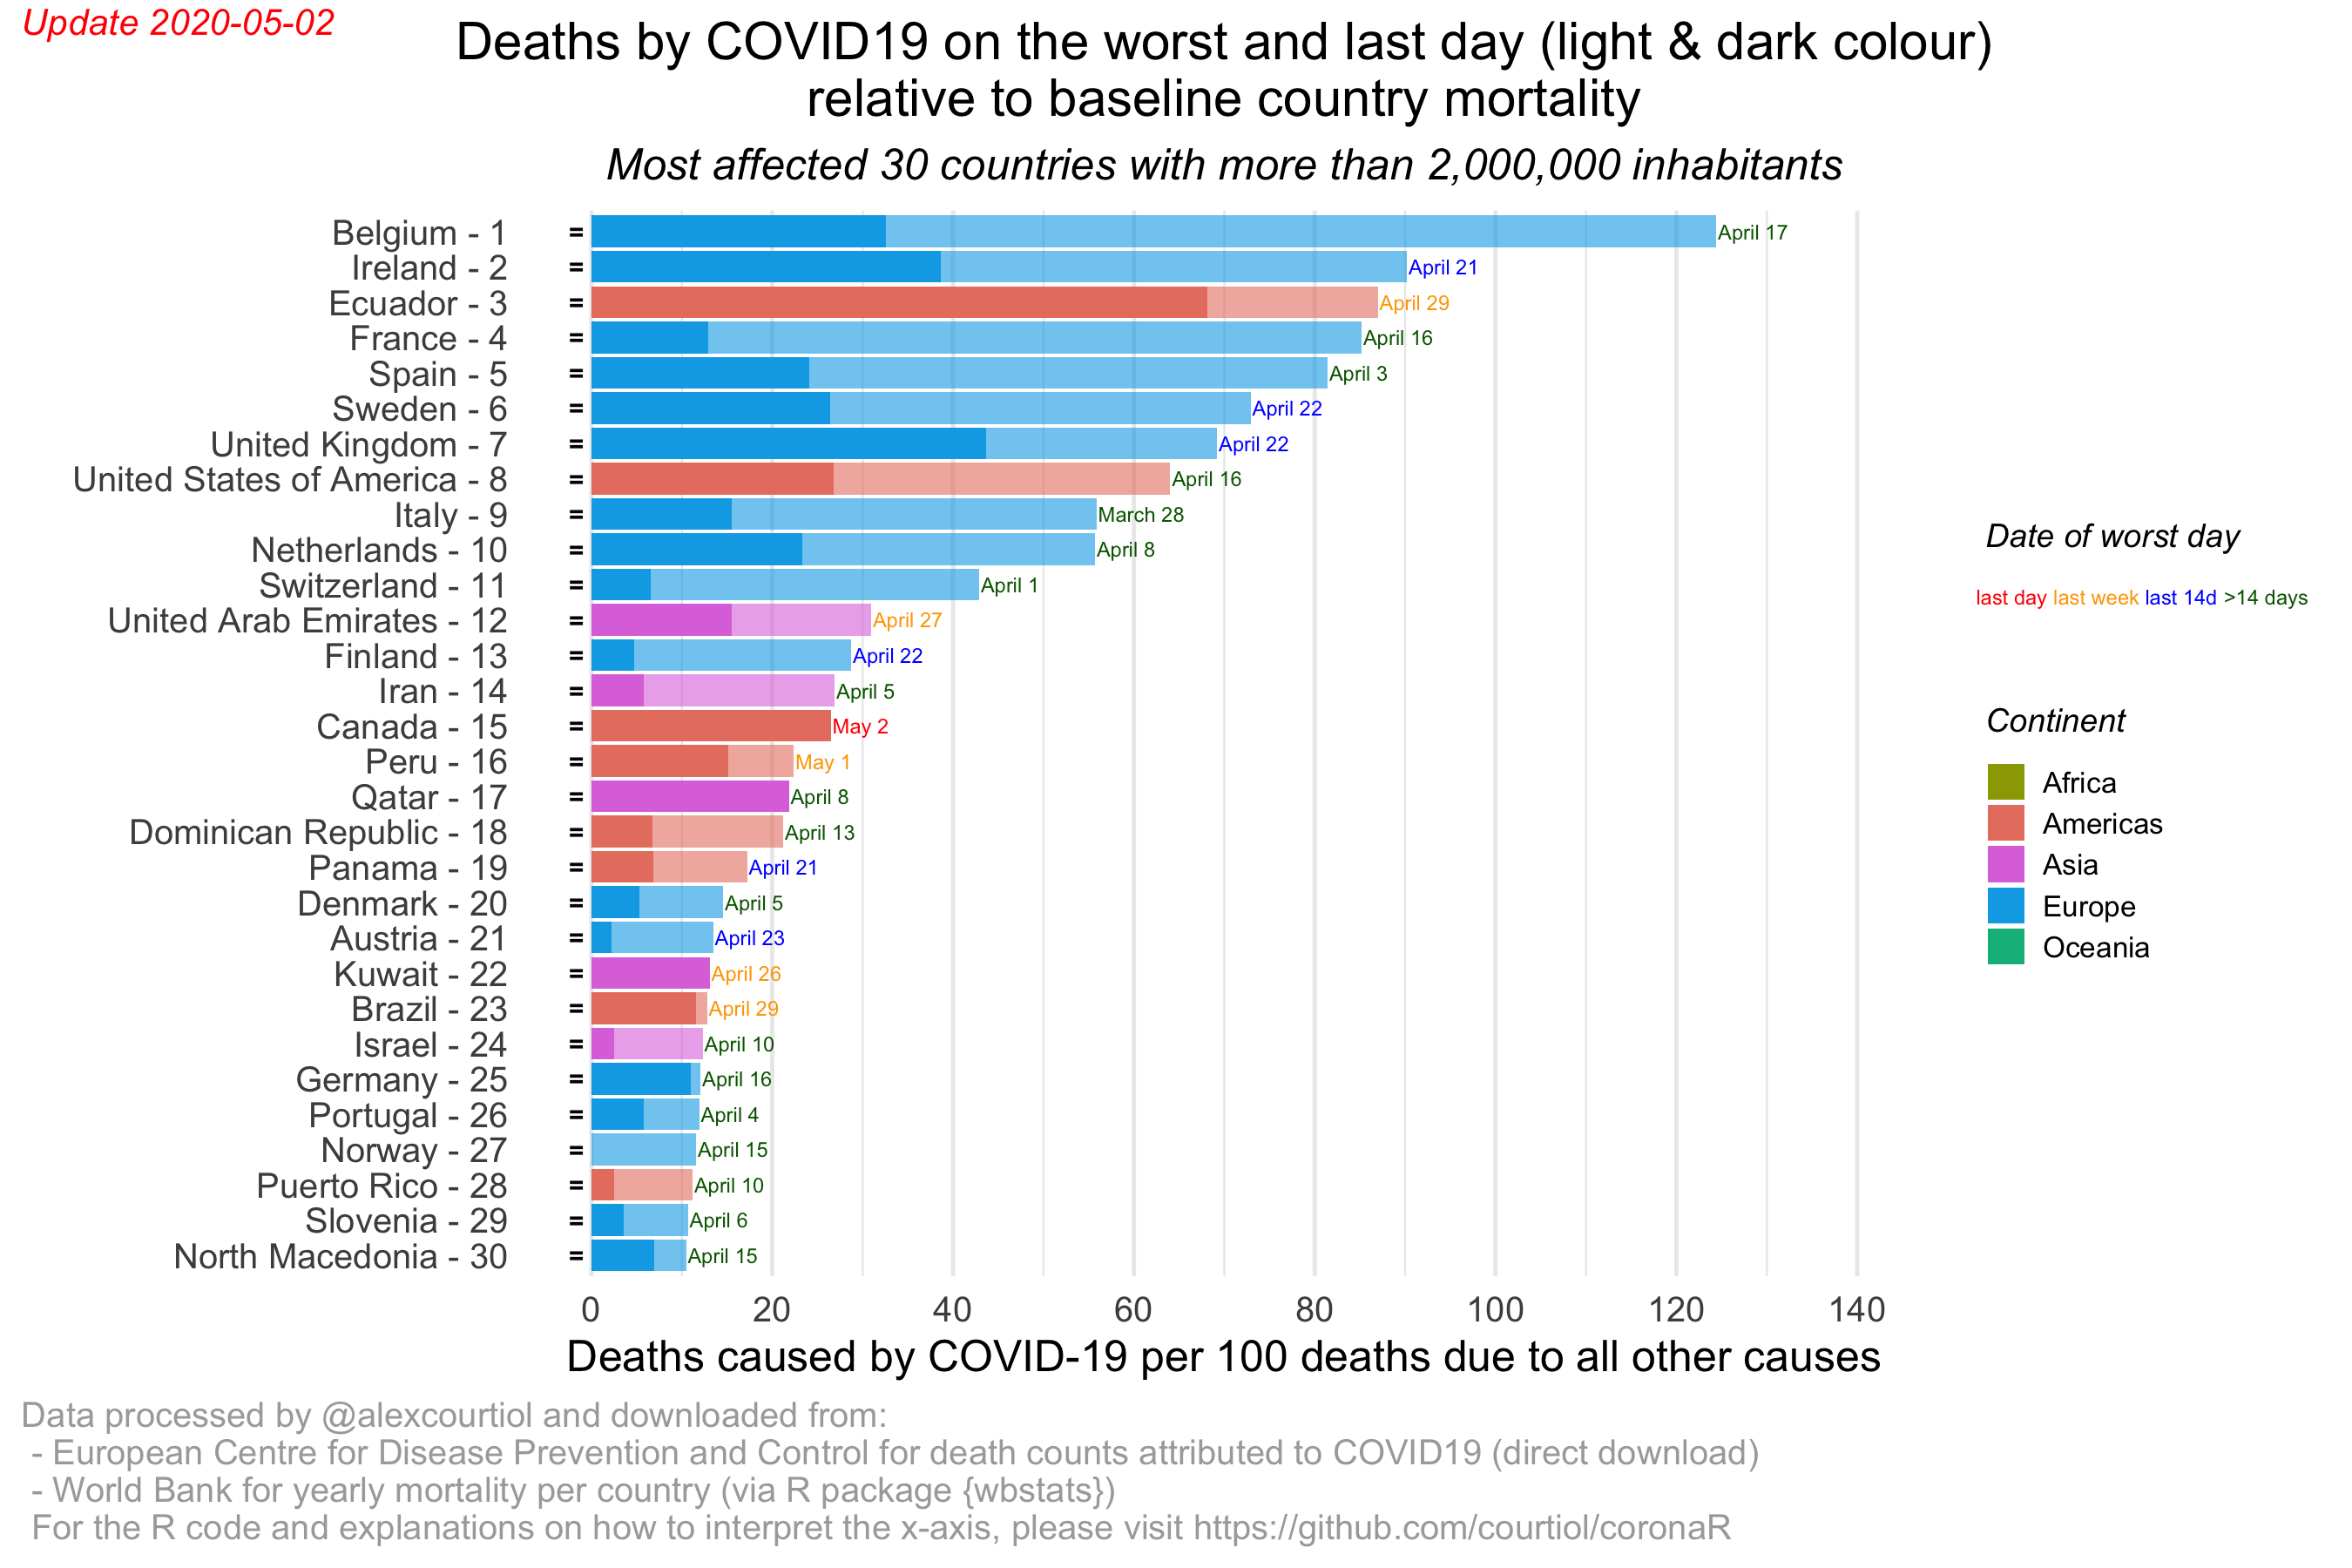 Update 2020-05-02
Deaths by COVID19 on the worst and last day (light & dark colour)
relative to baseline country mortality
Most affected 30 countries with more than 2,000,000 inhabitants
Belgium - 1 = April 17
Ireland - 2 = April 21
Ecuador - 3 = April 29
France - 4 = April 16
Spain - 5 = April 3
Sweden - 6 = April 22
United Kingdom - 7 = April 22
United States of America - 8 = April 16
Italy - 9 = March 28
Netherlands - 10 = April 8
Switzerland - 11 = April 1
United Arab Emirates - 12 = April 27
Finland - 13 = April 22
Iran - 14 = April 5
Canada - 15 = May 2
Peru - 16 = May 1
Qatar - 17 = April 8
Dominican Republic - 18 = April 13
Panama - 19 = April 21
Denmark - 20 = April 5
Austria - 21 = April 23
Kuwait - 22 = April 26
Brazil - 23 = April 29
Israel - 24 = April 10
Germany - 25 = April 16
Portugal - 26 = April 4
Norway - 27 = April 15
Puerto Rico - 28 = April 10
Slovenia - 29 = April 6
North Macedonia - 30 = April 15
0 20 40 60 80 100 120 140
Deaths caused by COVID-19 per 100 deaths due to all other causes
Date of worst day
last day last week last 14d >14 days
Continent
Africa
Americas
Asia
Europe
Oceania
Data processed by @alexcourtiol and downloaded from:
- European Centre for Disease Prevention and Control for death counts attributed to COVID19 (direct download)
- World Bank for yearly mortality per country (via R package {wbstats})
For the R code and explanations on how to interpret the x-axis, please visit https://github.com/courtiol/coronaR